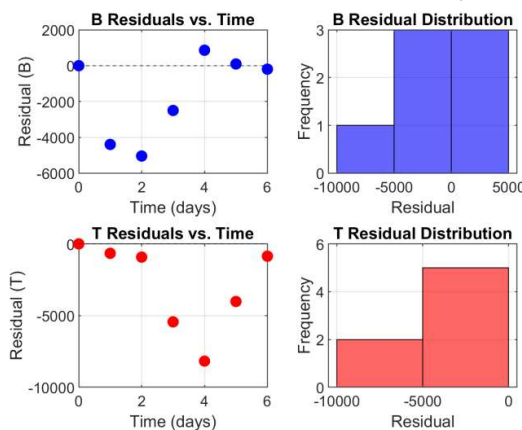 B Residuals vs. Time
2000
0
-2000
-4000
-6000
Residual (B)
0 2 4 6
Time (days)
B Residual Distribution
3
2
1
0
Frequency
-10000 -5000 0 5000
Residual
T Residuals vs. Time
0
-5000
-10000
Residual (T)
0 2 4 6
Time (days)
T Residual Distribution
6
4
2
0
Frequency
-10000 -5000 0
Residual